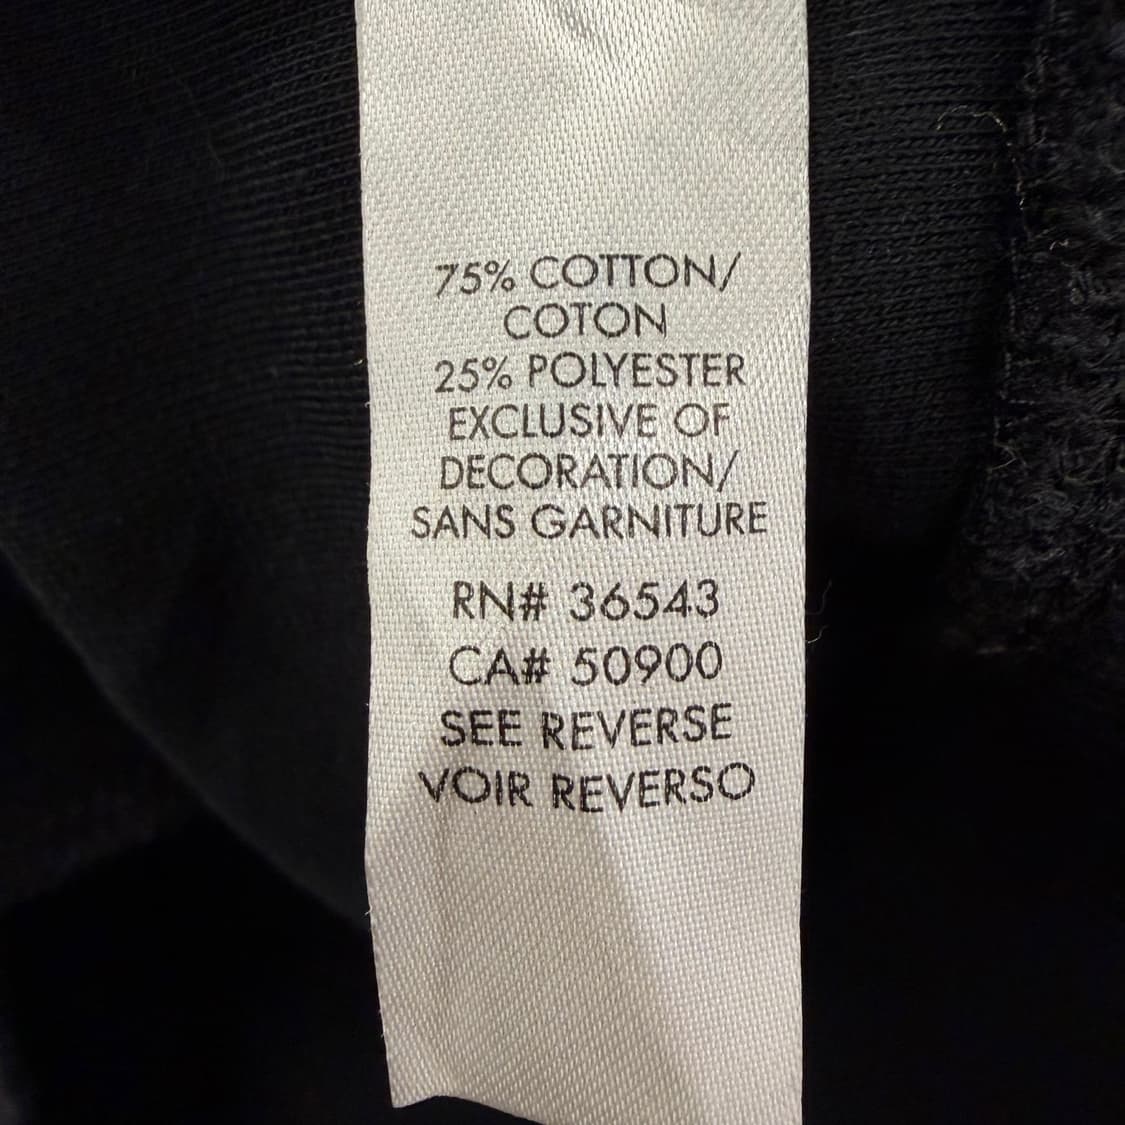 75% COTTON/
COTON
25% POLYESTER
EXCLUSIVE OF
DECORATION/
SANS GARNITURE
RN# 36543
CA# 50900
SEE REVERSE
VOIR REVERSO